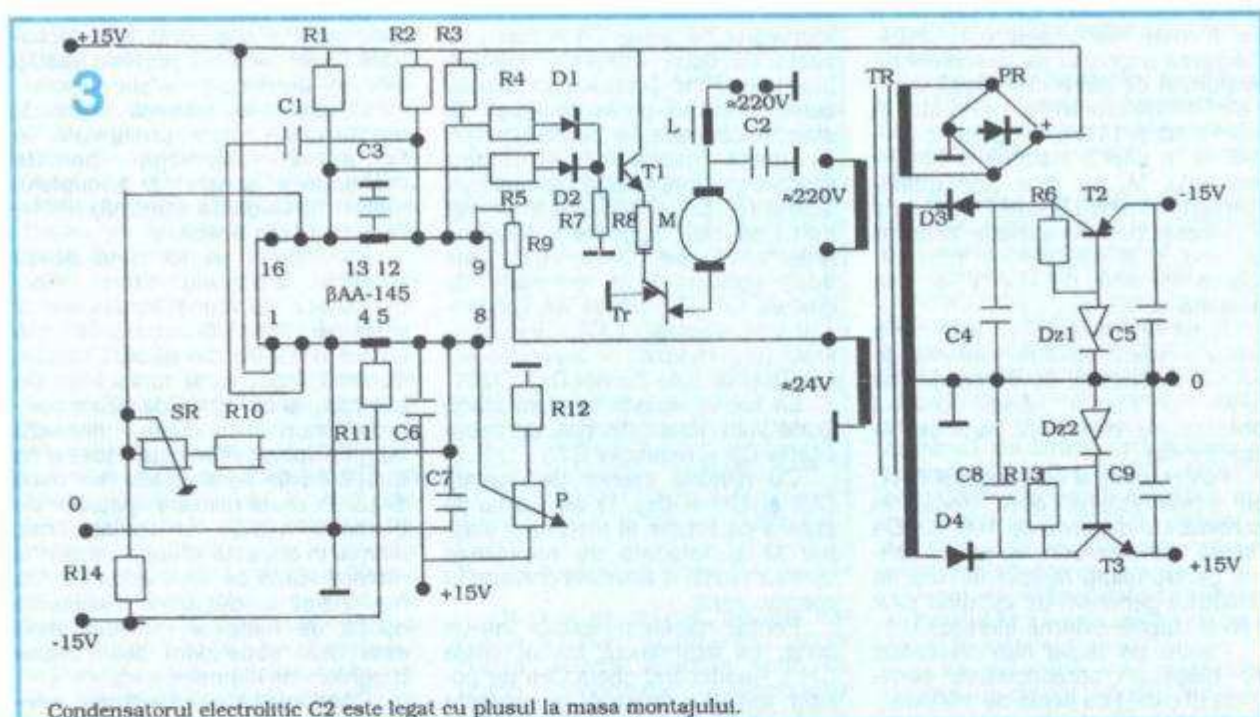 +15V R1 R2 R3
3
R4 D1
C1
C3
≈220V
C2
TR PR
+
T1
≈220V
D2
R5 R7 R8 M
D3 R6 T2 -15V
R9
16 13 12 9
βAA-145
1 4 5 8
Tr
C4 Dz1 C5
≈24V
0
SR R10
R11 C6
R12
Dz2
C7
C8 R13 C9
P
0
D4
R14
+15V
T3 +15V
-15V
Condensatorul electrolitic C2 este legat cu plusul la masa montajului.